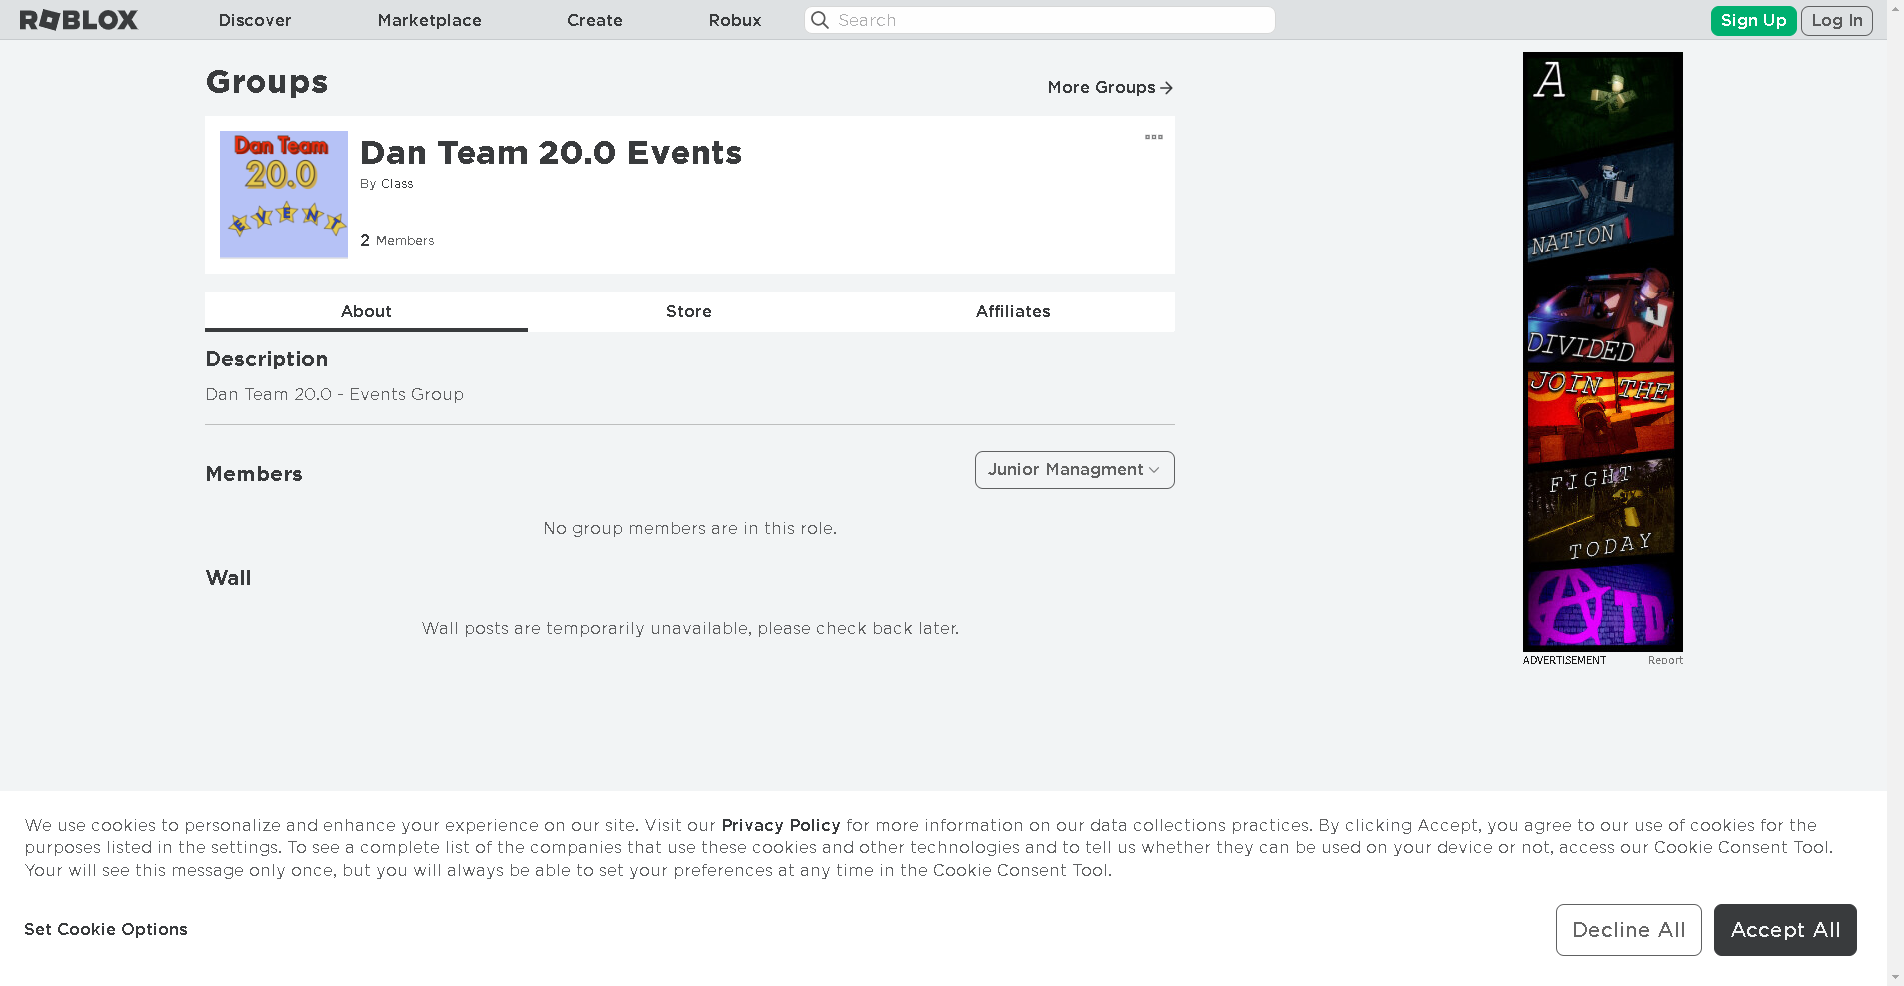 ROBLOX
Discover
Marketplace
Create
Robux
Search
Sign Up
Log In
Groups
More Groups
Dan Team
20.0
EVENT
Dan Team 20.0 Events
By Class
2 Members
About
Store
Affiliates
Description
Dan Team 20.0 - Events Group
Members
Junior Managment
No group members are in this role.
Wall
Wall posts are temporarily unavailable, please check back later.
A
NATION
DIVIDED
JOIN THE
FIGHT
TODAY
ATD
ADVERTISEMENT
Report
We use cookies to personalize and enhance your experience on our site. Visit our Privacy Policy for more information on our data collections practices. By clicking Accept, you agree to our use of cookies for the
purposes listed in the settings. To see a complete list of the companies that use these cookies and other technologies and to tell us whether they can be used on your device or not, access our Cookie Consent Tool.
Your will see this message only once, but you will always be able to set your preferences at any time in the Cookie Consent Tool.
Set Cookie Options
Decline All
Accept All